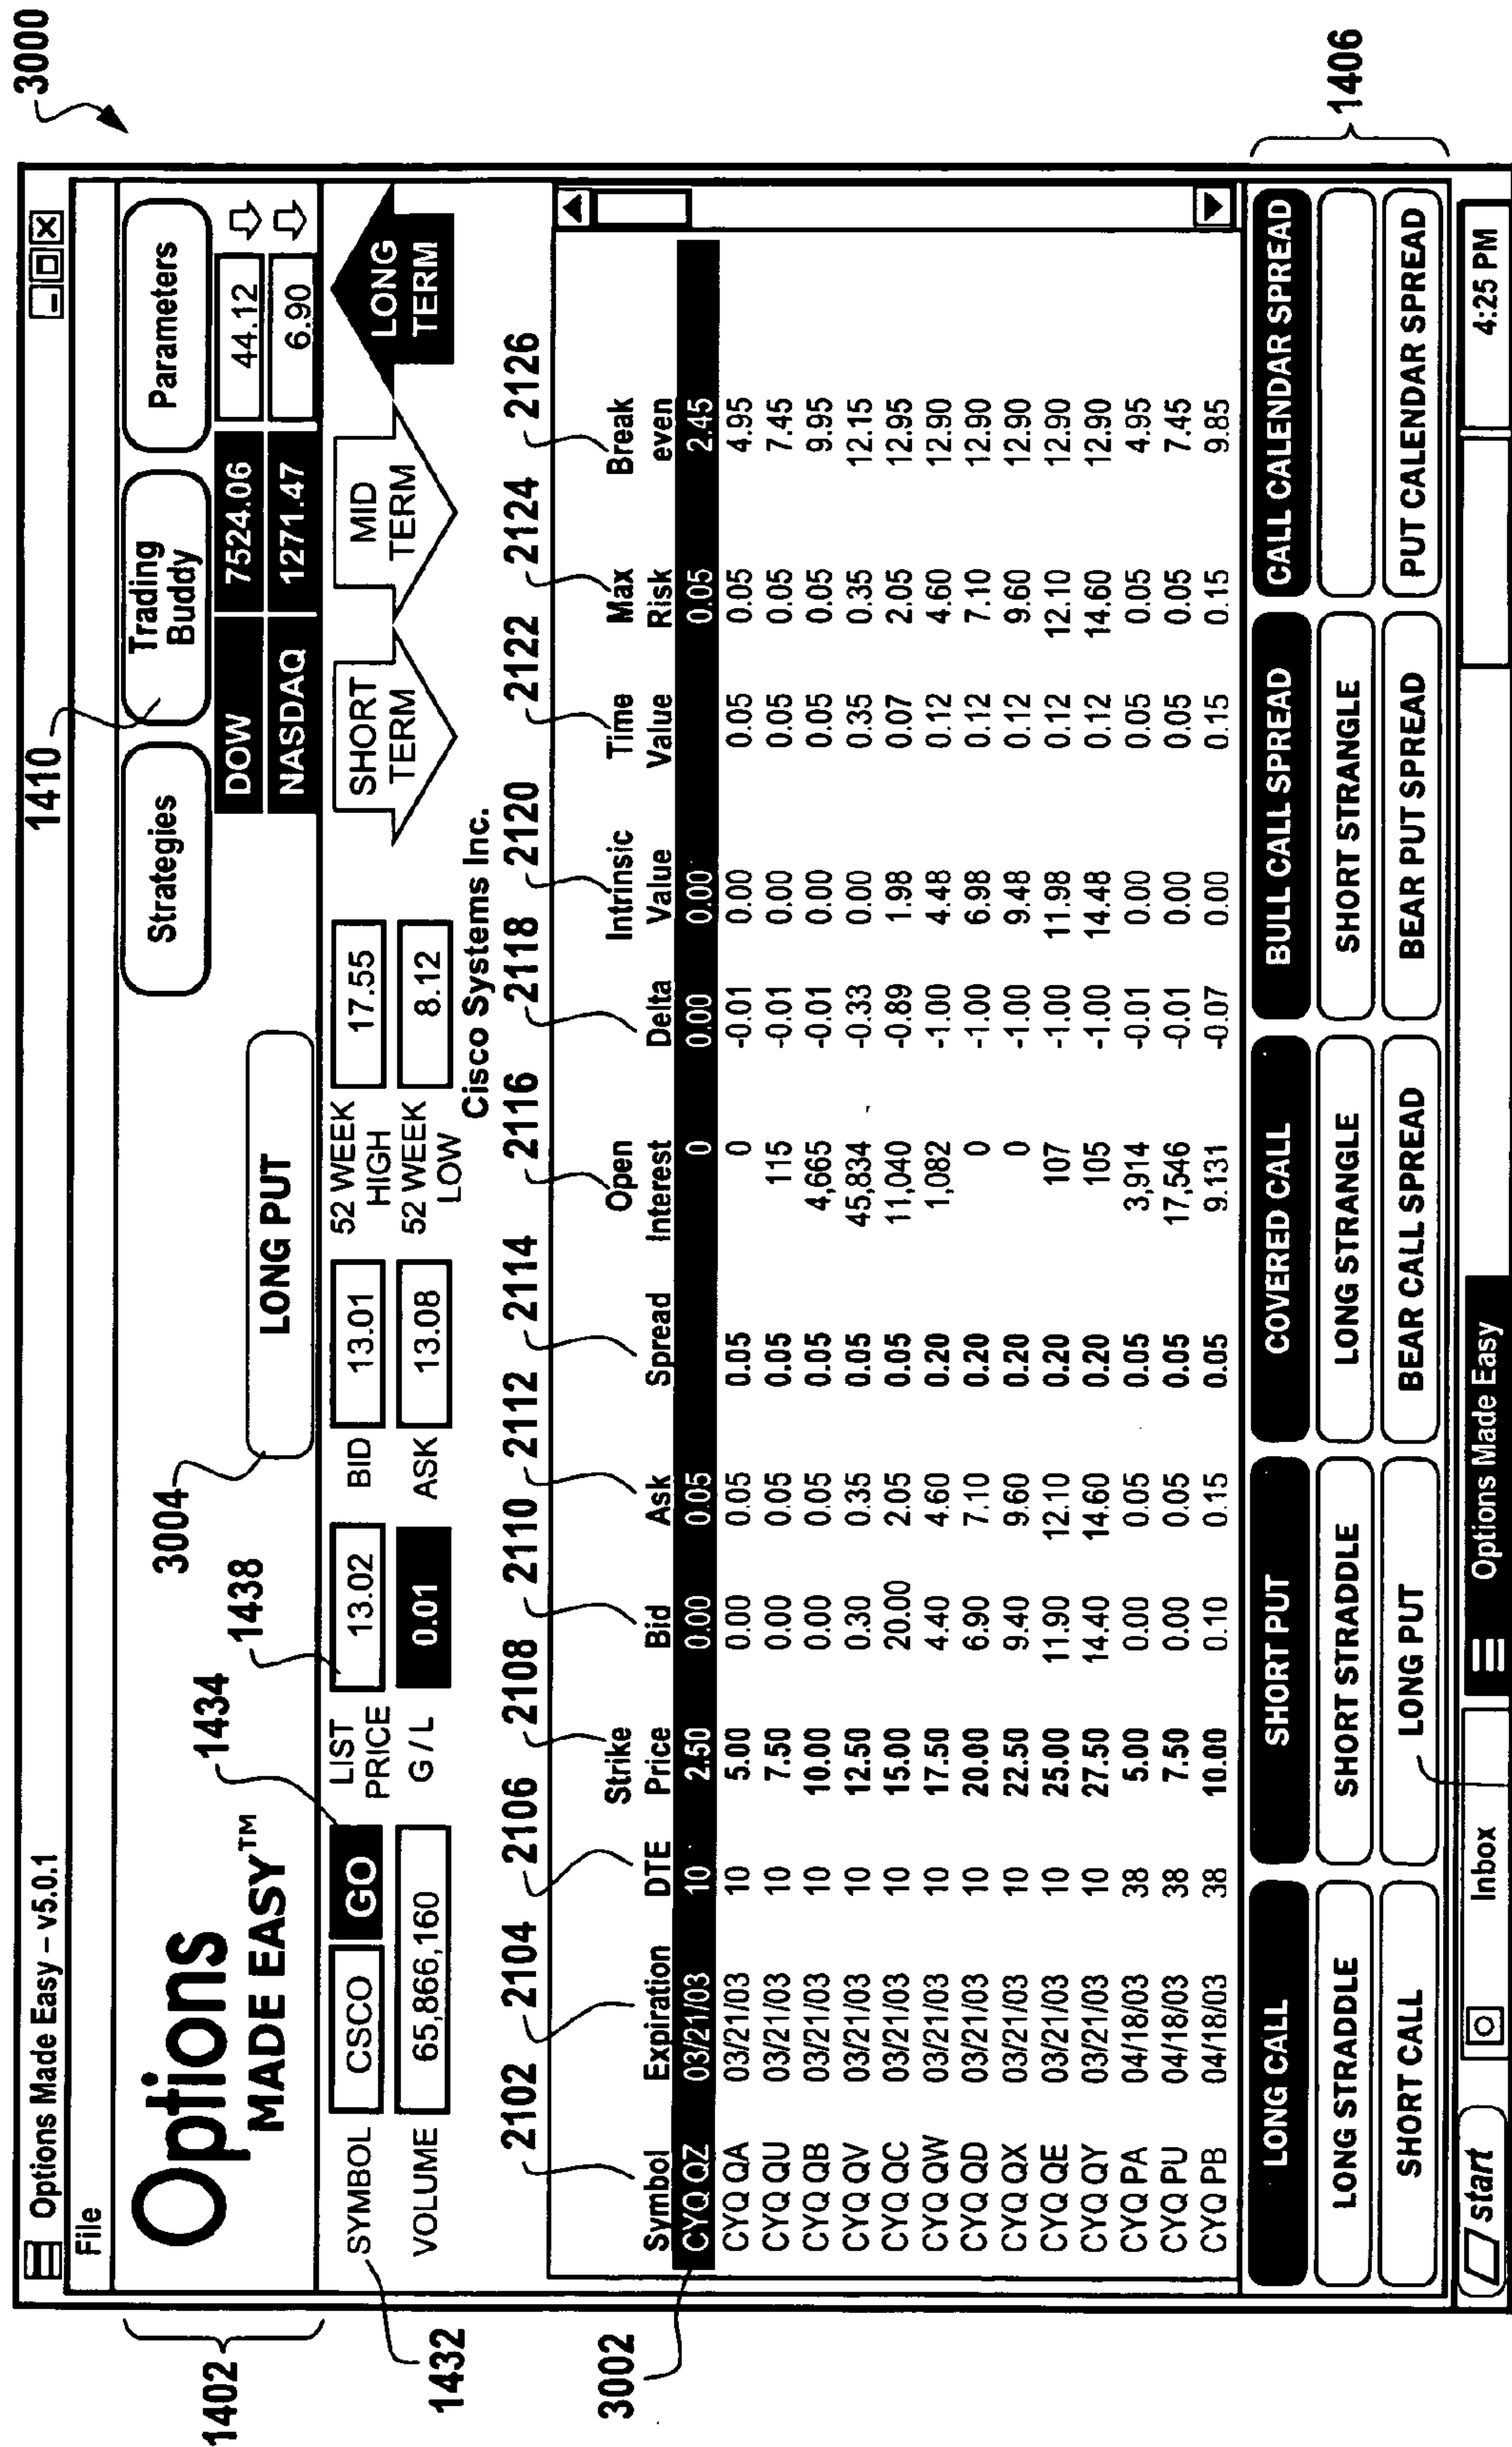 3000
Options Made Easy – v5.0.1
1410
File
1402
Options
MADE EASY™
3004
LONG PUT
Strategies
Trading
Buddy
Parameters
DOW 7524.06 44.12
NASDAQ 1271.47 6.90
1434
1438
1432
SYMBOL CSCO GO
LIST
PRICE 13.02
BID 13.01
52 WEEK
HIGH 17.55
SHORT
TERM
MID
TERM
LONG
TERM
VOLUME 65,866,160
G / L 0.01
ASK 13.08
52 WEEK
LOW 8.12
Cisco Systems Inc.
2102 2104 2106 2108 2110 2112 2114 2116 2118 2120 2122 2124 2126
Symbol Expiration DTE Strike Price Bid Ask Spread Open Interest Delta Intrinsic Value Time Value Max Risk Break even
3002
CYQ QZ 03/21/03 10 2.50 0.00 0.05 0 0.00 0.00 0.05 2.45
CYQ QA 03/21/03 10 5.00 0.00 0.05 0.05 0 -0.01 0.00 0.05 0.05 4.95
CYQ QU 03/21/03 10 7.50 0.00 0.05 0.05 115 -0.01 0.00 0.05 0.05 7.45
CYQ QB 03/21/03 10 10.00 0.00 0.05 0.05 4,665 -0.01 0.00 0.05 0.05 9.95
CYQ QV 03/21/03 10 12.50 0.30 0.35 0.05 45,834 -0.33 0.00 0.35 0.35 12.15
CYQ QC 03/21/03 10 15.00 20.00 2.05 0.05 11,040 -0.89 1.98 0.07 2.05 12.95
CYQ QW 03/21/03 10 17.50 4.40 4.60 0.20 1,082 -1.00 4.48 0.12 4.60 12.90
CYQ QD 03/21/03 10 20.00 6.90 7.10 0.20 0 -1.00 6.98 0.12 7.10 12.90
CYQ QX 03/21/03 10 22.50 9.40 9.60 0.20 0 -1.00 9.48 0.12 9.60 12.90
CYQ QE 03/21/03 10 25.00 11.90 12.10 0.20 107 -1.00 11.98 0.12 12.10 12.90
CYQ QY 03/21/03 10 27.50 14.40 14.60 0.20 105 -1.00 14.48 0.12 14.60 12.90
CYQ PA 04/18/03 38 5.00 0.00 0.05 0.05 3,914 -0.01 0.00 0.05 0.05 4.95
CYQ PU 04/18/03 38 7.50 0.00 0.05 0.05 17,546 -0.01 0.00 0.05 0.05 7.45
CYQ PB 04/18/03 38 10.00 0.10 0.15 0.05 9.131 -0.07 0.00 0.15 0.15 9.85
LONG CALL SHORT PUT COVERED CALL BULL CALL SPREAD CALL CALENDAR SPREAD
1406
LONG STRADDLE SHORT STRADDLE LONG STRANGLE SHORT STRANGLE
SHORT CALL LONG PUT BEAR CALL SPREAD BEAR PUT SPREAD PUT CALENDAR SPREAD
start Inbox Options Made Easy 4:25 PM